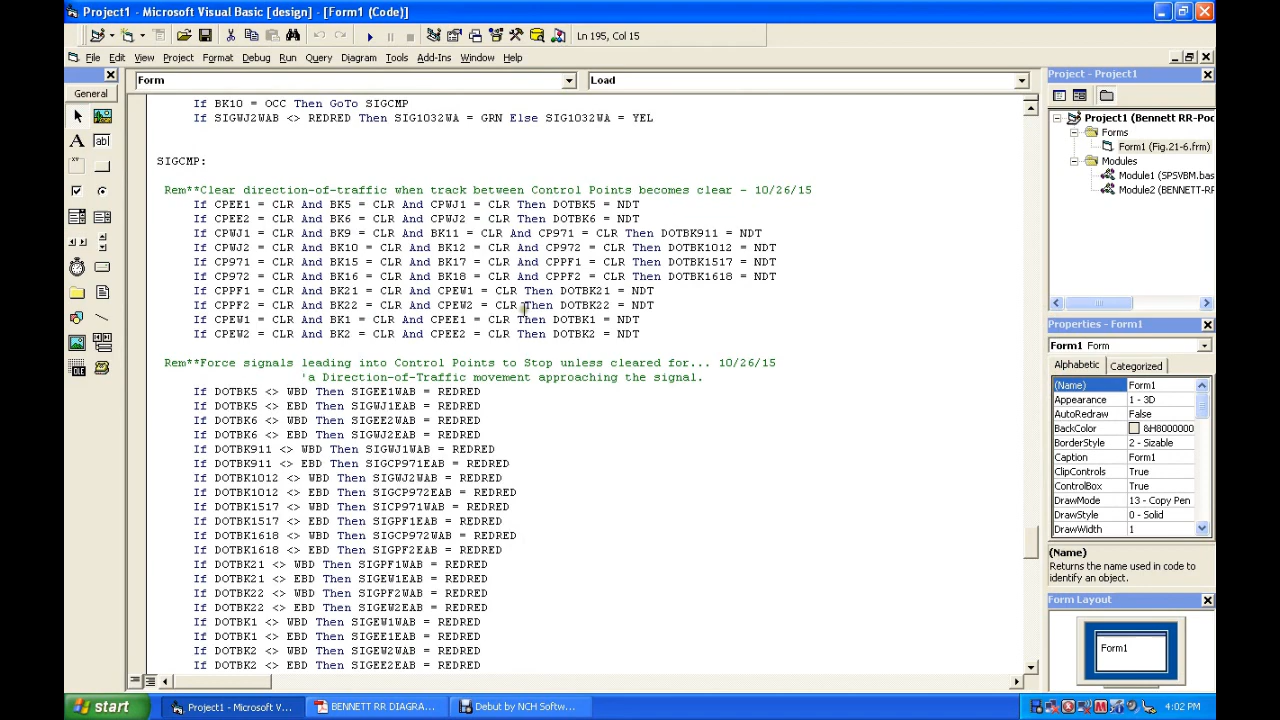 Project1 - Microsoft Visual Basic [design] - [Form1 (Code)]
Ln 195, Col 15
File Edit View Project Format Debug Run Query Diagram Tools Add-Ins Window Help
General
Form
Load
If BK10 = OCC Then GoTo SIGCMP
If SIGWJ2WAB <> REDRED Then SIG1032WA = GRN Else SIG1032WA = YEL
SIGCMP:
Rem**Clear direction-of-traffic when track between Control Points becomes clear - 10/26/15
If CPEE1 = CLR And BK5 = CLR And CPWJ1 = CLR Then DOTBK5 = NDT
If CPEE2 = CLR And BK6 = CLR And CPWJ2 = CLR Then DOTBK6 = NDT
If CPWJ1 = CLR And BK9 = CLR And BK11 = CLR And CP971 = CLR Then DOTBK911 = NDT
If CPWJ2 = CLR And BK10 = CLR And BK12 = CLR And CP972 = CLR Then DOTBK1012 = NDT
If CP971 = CLR And BK15 = CLR And BK17 = CLR And CPPF1 = CLR Then DOTBK1517 = NDT
If CP972 = CLR And BK16 = CLR And BK18 = CLR And CPPF2 = CLR Then DOTBK1618 = NDT
If CPPF1 = CLR And BK21 = CLR And CPEW1 = CLR Then DOTBK21 = NDT
If CPPF2 = CLR And BK22 = CLR And CPEW2 = CLR Then DOTBK22 = NDT
If CPEW1 = CLR And BK1 = CLR And CPEE1 = CLR Then DOTBK1 = NDT
If CPEW2 = CLR And BK2 = CLR And CPEE2 = CLR Then DOTBK2 = NDT
Rem**Force signals leading into Control Points to Stop unless cleared for... 10/26/15
'a Direction-of-Traffic movement approaching the signal.
If DOTBK5 <> WBD Then SIGEE1WAB = REDRED
If DOTBK5 <> EBD Then SIGWJ1EAB = REDRED
If DOTBK6 <> WBD Then SIGEE2WAB = REDRED
If DOTBK6 <> EBD Then SIGWJ2EAB = REDRED
If DOTBK911 <> WBD Then SIGWJ1WAB = REDRED
If DOTBK911 <> EBD Then SIGCP971EAB = REDRED
If DOTBK1012 <> WBD Then SIGWJ2WAB = REDRED
If DOTBK1012 <> EBD Then SIGCP972EAB = REDRED
If DOTBK1517 <> WBD Then SICP971WAB = REDRED
If DOTBK1517 <> EBD Then SIGPF1EAB = REDRED
If DOTBK1618 <> WBD Then SGCP972WAB = REDRED
If DOTBK1618 <> EBD Then SIGPF2EAB = REDRED
If DOTBK21 <> WBD Then SIGPF1WAB = REDRED
If DOTBK21 <> EBD Then SIGEW1EAB = REDRED
If DOTBK22 <> WBD Then SIGPF2WAB = REDRED
If DOTBK22 <> EBD Then SIGEW2EAB = REDRED
If DOTBK1 <> WBD Then SIGEW1WAB = REDRED
If DOTBK1 <> EBD Then SIGEE1EAB = REDRED
If DOTBK2 <> WBD Then SIGEW2WAB = REDRED
If DOTBK2 <> EBD Then SIGEE2EAB = REDRED
Project - Project1
Project1 (Bennett RR-Poc
Forms
Form1 (Fig.21-6.frm)
Modules
Module1 (SPSVBM.bas
Module2 (BENNETT-RR
Properties - Form1
Form1 Form
Alphabetic Categorized
(Name) Form1
Appearance 1 - 3D
AutoRedraw False
BackColor &H8000000
BorderStyle 2 - Sizable
Caption Form1
ClipControls True
ControlBox True
DrawMode 13 - Copy Pen
DrawStyle 0 - Solid
DrawWidth 1
(Name)
Returns the name used in code to
identify an object.
Form Layout
Form1
start
Project1 - Microsoft V...
BENNETT RR DIAGRA...
Debut by NCH Softw...
4:02 PM